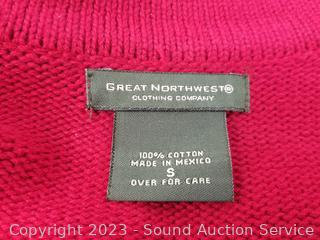 GREAT NORTHWEST®
CLOTHING COMPANY
100% COTTON
MADE IN MEXICO
S
OVER FOR CARE
Copyright 2023 - Sound Auction Service